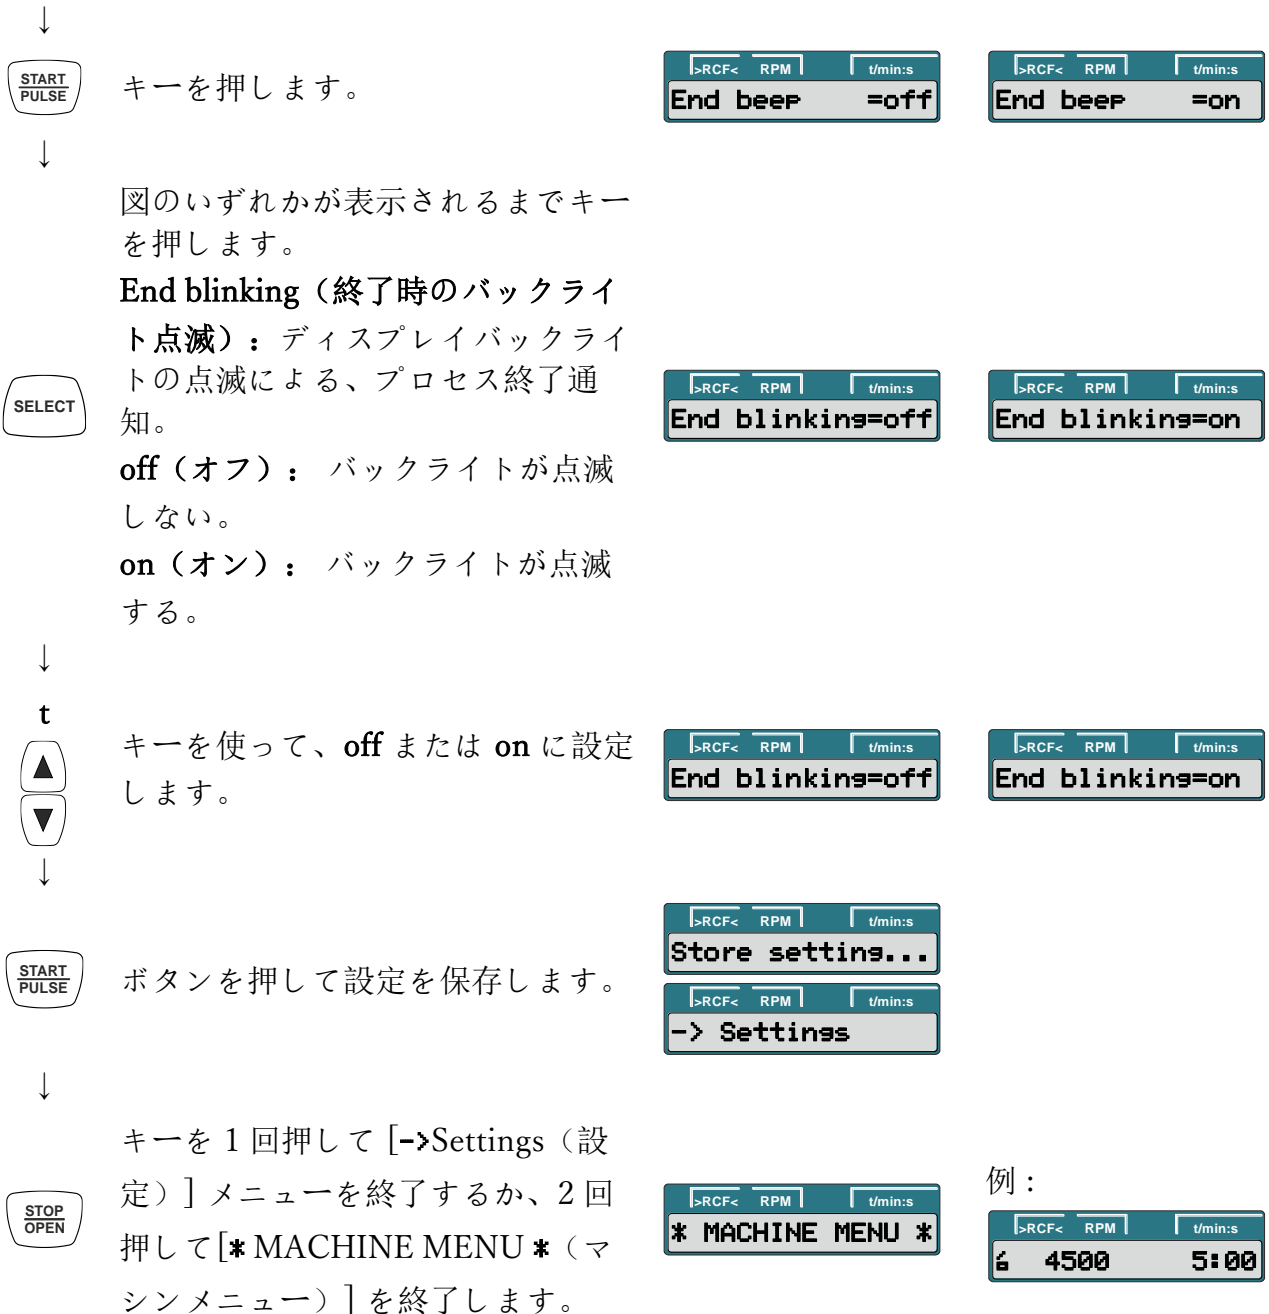 ↓
START
PULSE
キーを押します。
>RCF< RPM t/min:s
End beep =off
>RCF< RPM t/min:s
End beep =on
↓
図のいずれかが表示されるまでキー
を押します。
End blinking（終了時のバックライ
ト点滅）：ディスプレイバックライ
トの点滅による、プロセス終了通
知。
off（オフ）： バックライトが点滅
しない。
on（オン）： バックライトが点滅
する。
SELECT
>RCF< RPM t/min:s
End blinking=off
>RCF< RPM t/min:s
End blinking=on
↓
t
キーを使って、off または on に設定
します。
>RCF< RPM t/min:s
End blinking=off
>RCF< RPM t/min:s
End blinking=on
↓
START
PULSE
ボタンを押して設定を保存します。
>RCF< RPM t/min:s
Store setting...
>RCF< RPM t/min:s
-> Settings
↓
STOP
OPEN
キーを 1 回押して [->Settings（設
定）] メニューを終了するか、2 回
押して[* MACHINE MENU *（マ
シンメニュー）] を終了します。
>RCF< RPM t/min:s
* MACHINE MENU *
例：
>RCF< RPM t/min:s
4500 5:00